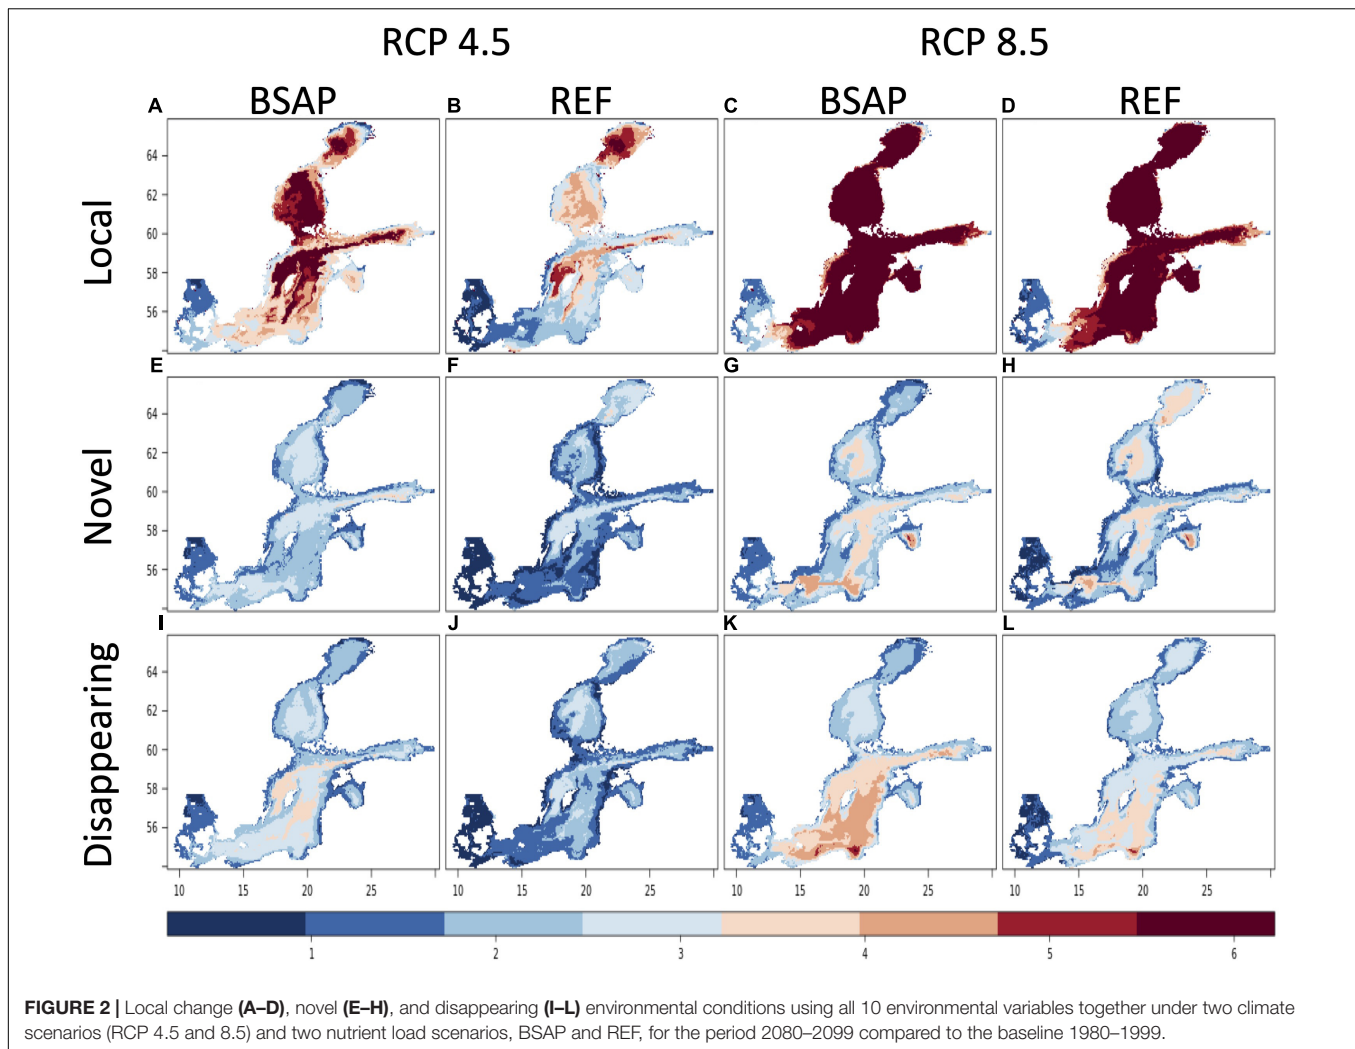 RCP 4.5 RCP 8.5
A BSAP B REF C BSAP D REF
Local
64
62
60
58
56
E F G H
Novel
64
62
60
58
56
I J K L
Disappearing
64
62
60
58
56
10 15 20 25 10 15 20 25 10 15 20 25 10 15 20 25
1 2 3 4 5 6
FIGURE 2 | Local change (A–D), novel (E–H), and disappearing (I–L) environmental conditions using all 10 environmental variables together under two climate
scenarios (RCP 4.5 and 8.5) and two nutrient load scenarios, BSAP and REF, for the period 2080–2099 compared to the baseline 1980–1999.